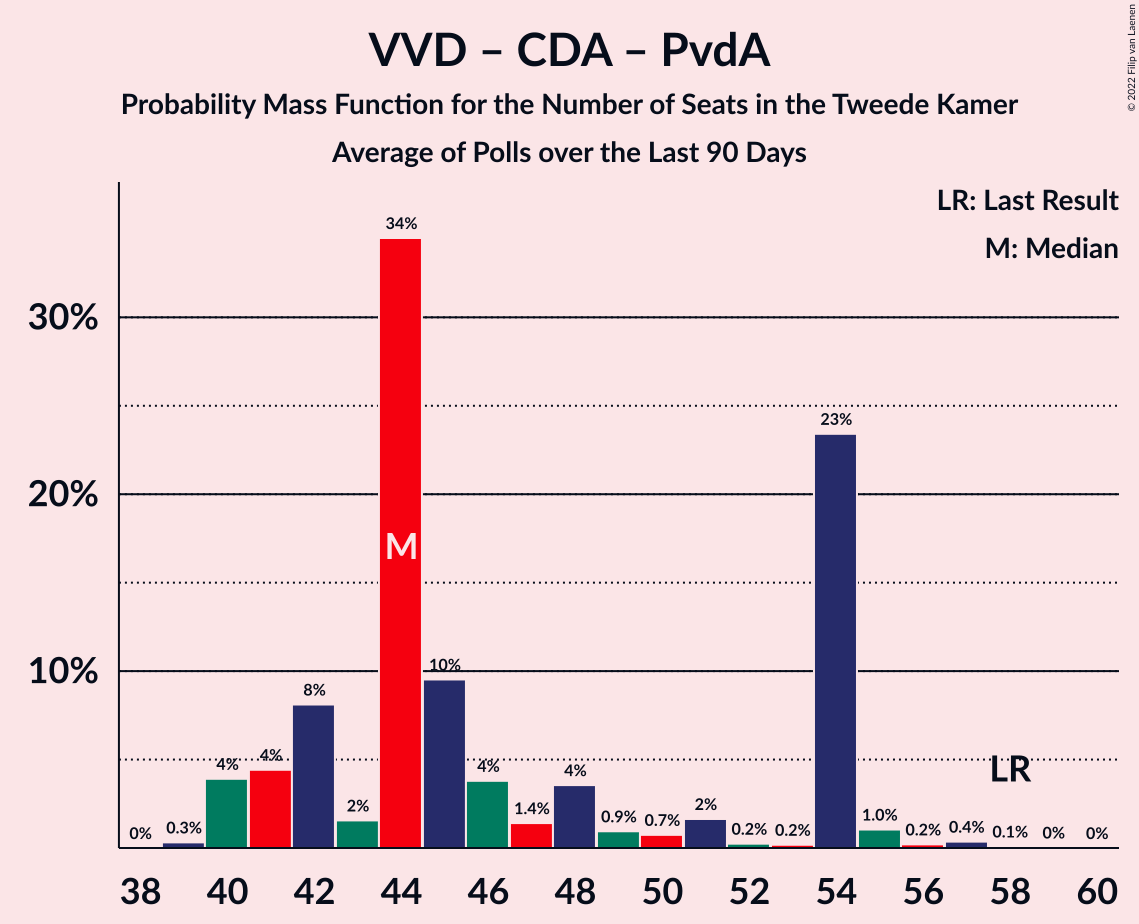 VVD – CDA – PvdA
Probability Mass Function for the Number of Seats in the Tweede Kamer
Average of Polls over the Last 90 Days
© 2022 Filip van Laenen
LR: Last Result
M: Median
30%
20%
10%
0%
0.3%
4%
4%
8%
2%
34%
10%
4%
1.4%
4%
0.9%
0.7%
2%
0.2%
0.2%
23%
1.0%
0.2%
0.4%
0.1%
0%
0%
M
LR
38 40 42 44 46 48 50 52 54 56 58 60